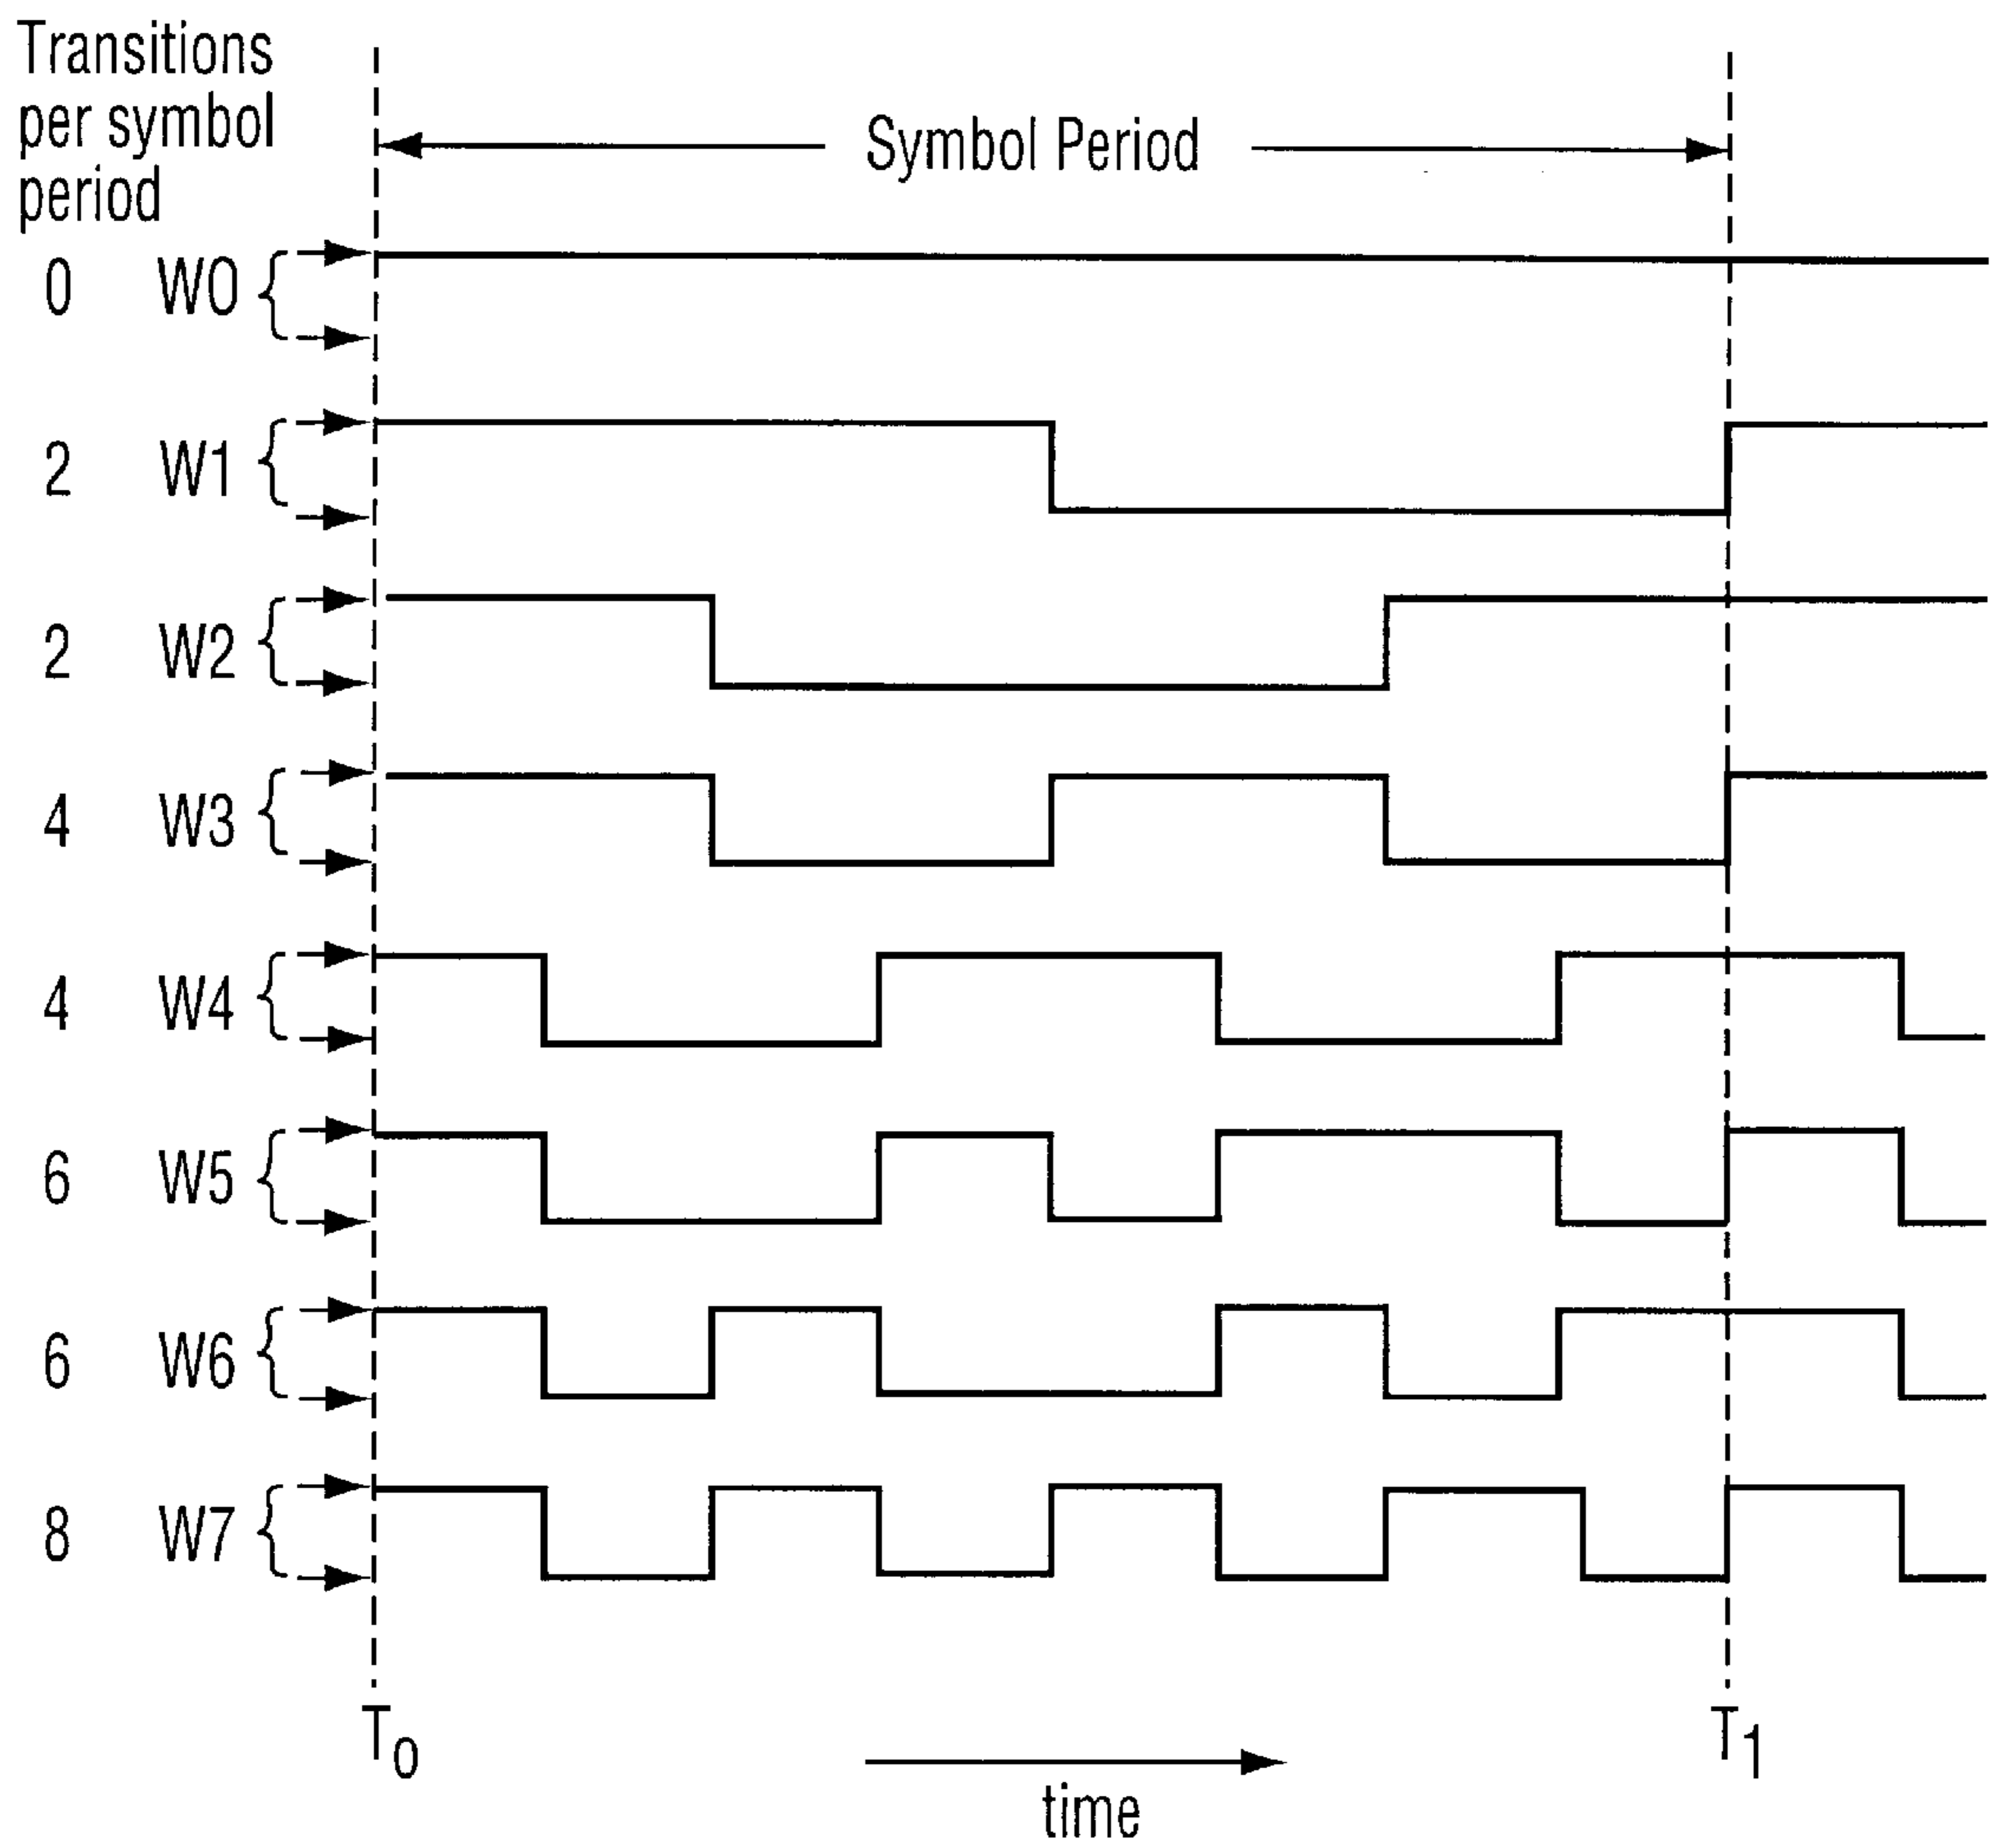 Transitions
per symbol
period
Symbol Period
0 W0
2 W1
2 W2
4 W3
4 W4
6 W5
6 W6
8 W7
T0
T1
time